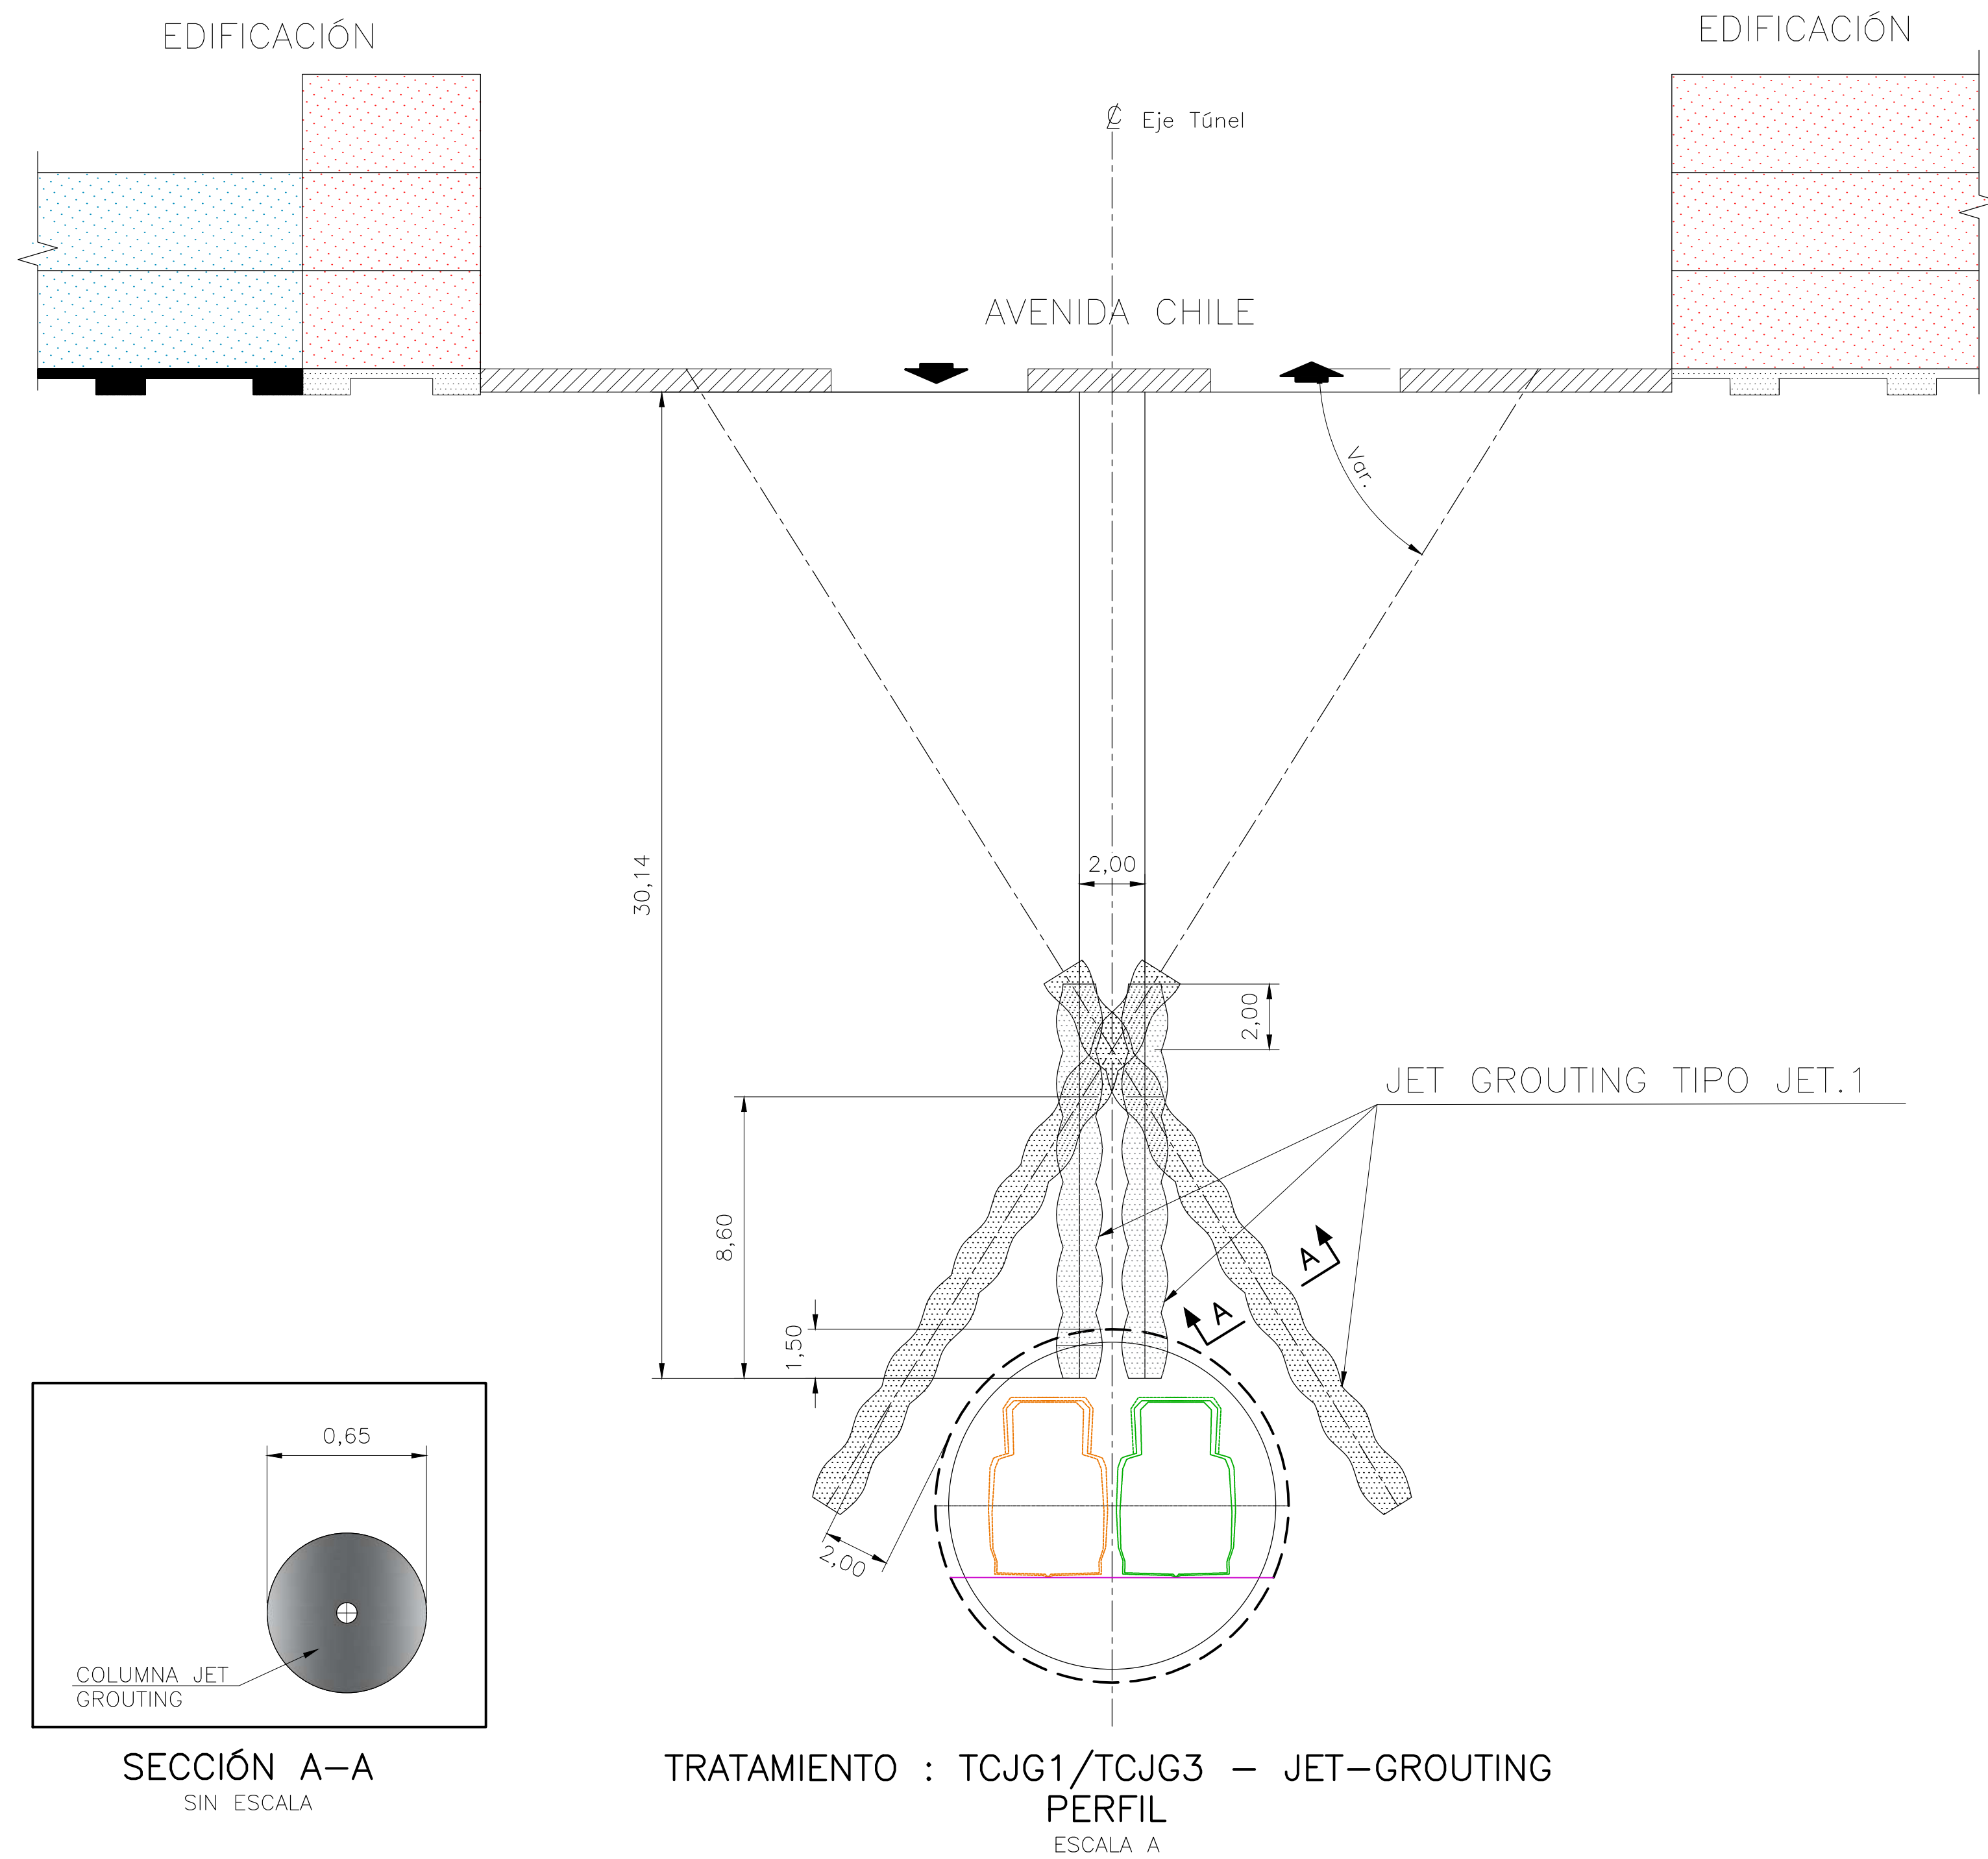 EDIFICACIÓN
EDIFICACIÓN
Eje Túnel
AVENIDA CHILE
Var.
30,14
2,00
2,00
JET GROUTING TIPO JET.1
8,60
A
A
1,50
2,00
0,65
COLUMNA JET
GROUTING
SECCIÓN A-A
SIN ESCALA
TRATAMIENTO : TCJG1/TCJG3 - JET-GROUTING
PERFIL
ESCALA A